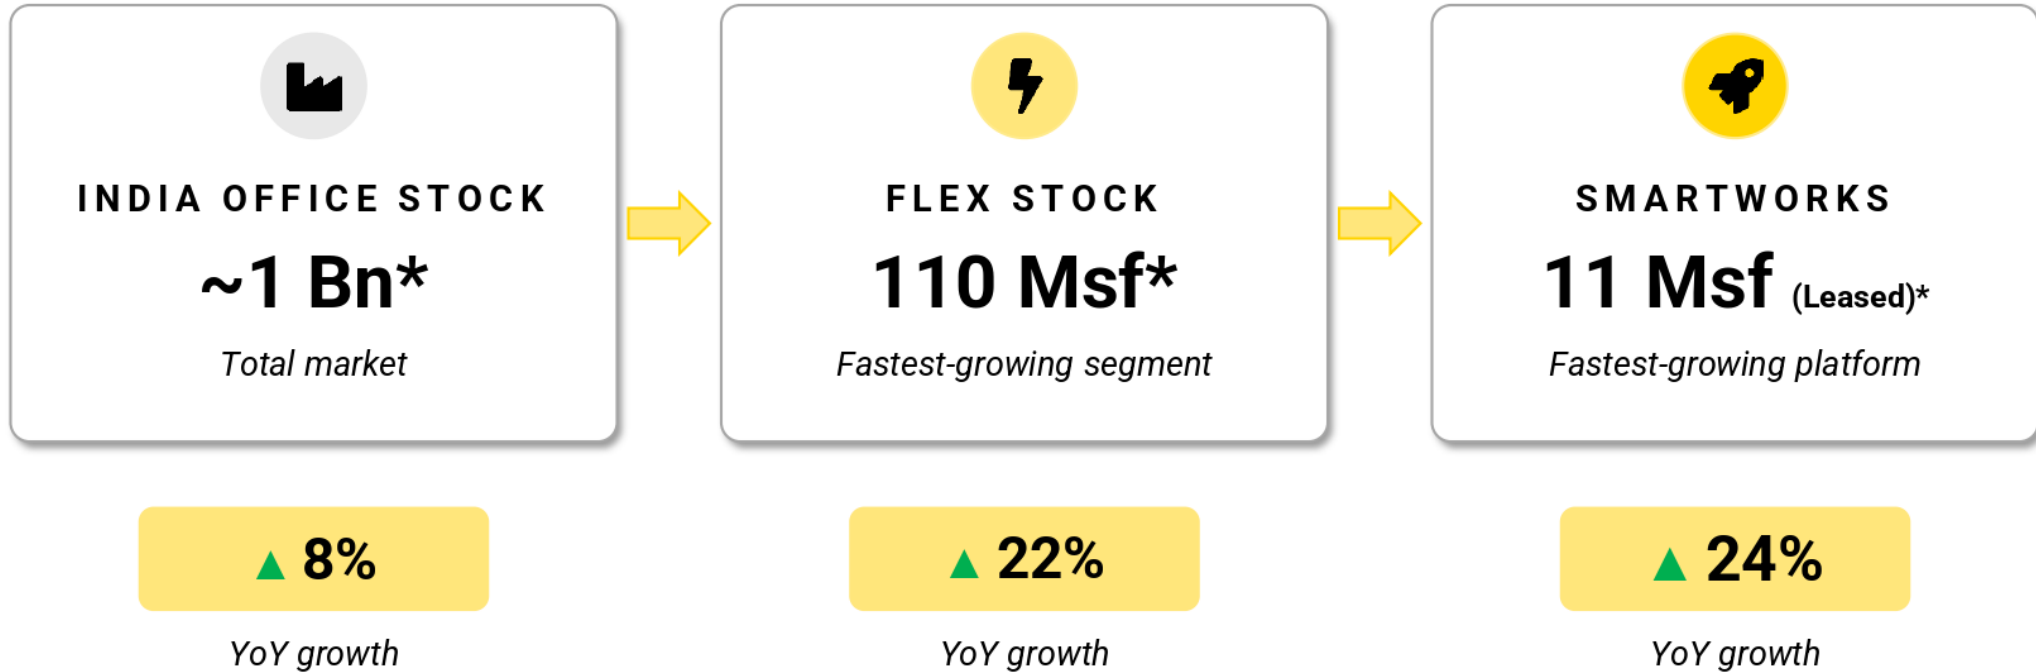 INDIA OFFICE STOCK
~1 Bn*
Total market
▲ 8%
YoY growth
FLEX STOCK
110 Msf*
Fastest-growing segment
▲ 22%
YoY growth
SMARTWORKS
11 Msf (Leased)*
Fastest-growing platform
▲ 24%
YoY growth